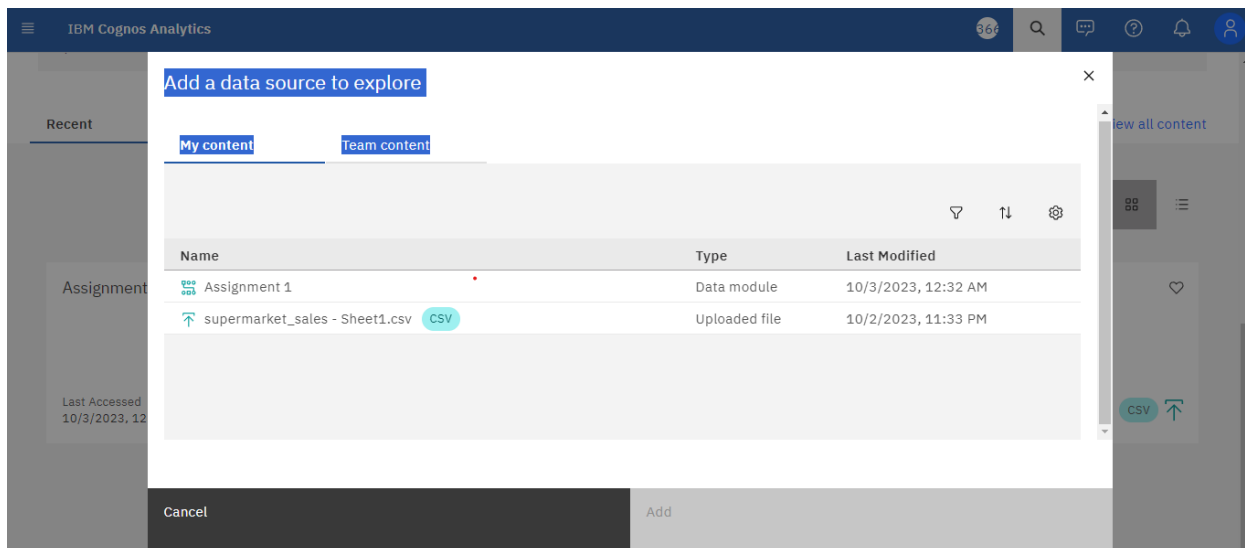 IBM Cognos Analytics
Add a data source to explore
Recent
My content
Team content
view all content
Name Type Last Modified
Assignment
Assignment 1 Data module 10/3/2023, 12:32 AM
supermarket_sales - Sheet1.csv CSV Uploaded file 10/2/2023, 11:33 PM
Last Accessed
10/3/2023, 12
CSV
Cancel
Add